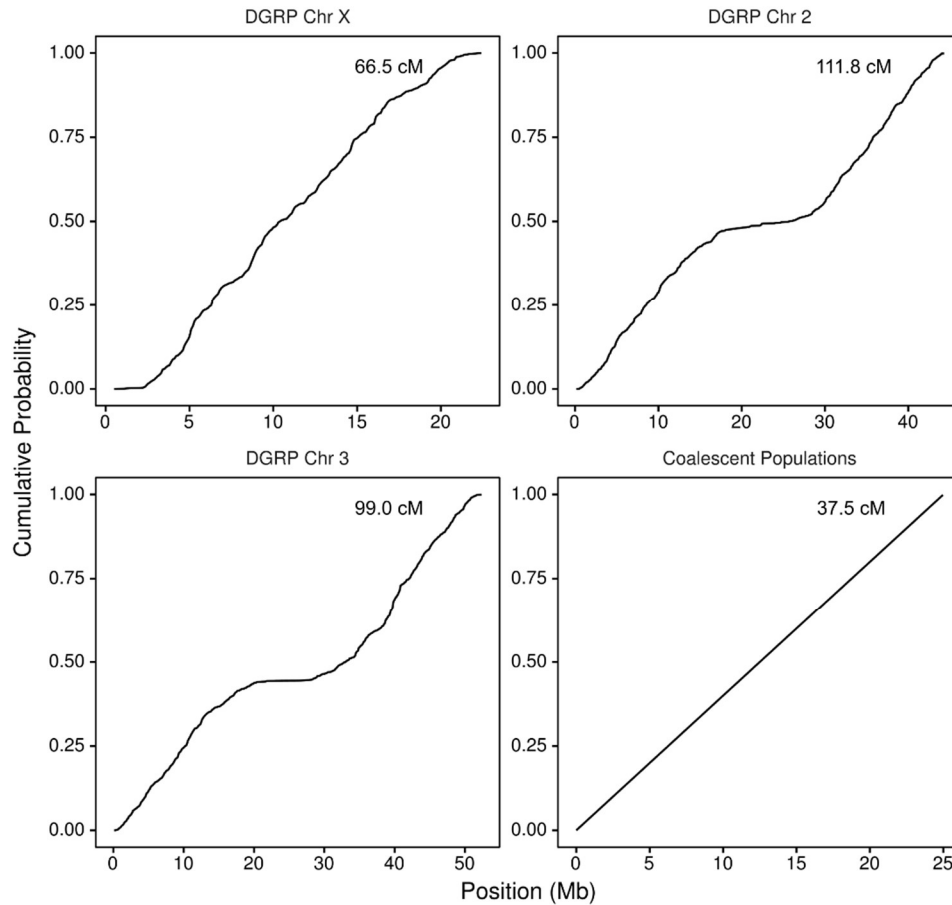 DGRP Chr X
66.5 cM
1.00
0.75
0.50
0.25
0.00
0 5 10 15 20
DGRP Chr 2
111.8 cM
1.00
0.75
0.50
0.25
0.00
0 10 20 30 40
DGRP Chr 3
99.0 cM
1.00
0.75
0.50
0.25
0.00
0 10 20 30 40 50
Coalescent Populations
37.5 cM
1.00
0.75
0.50
0.25
0.00
0 5 10 15 20 25
Cumulative Probability
Position (Mb)